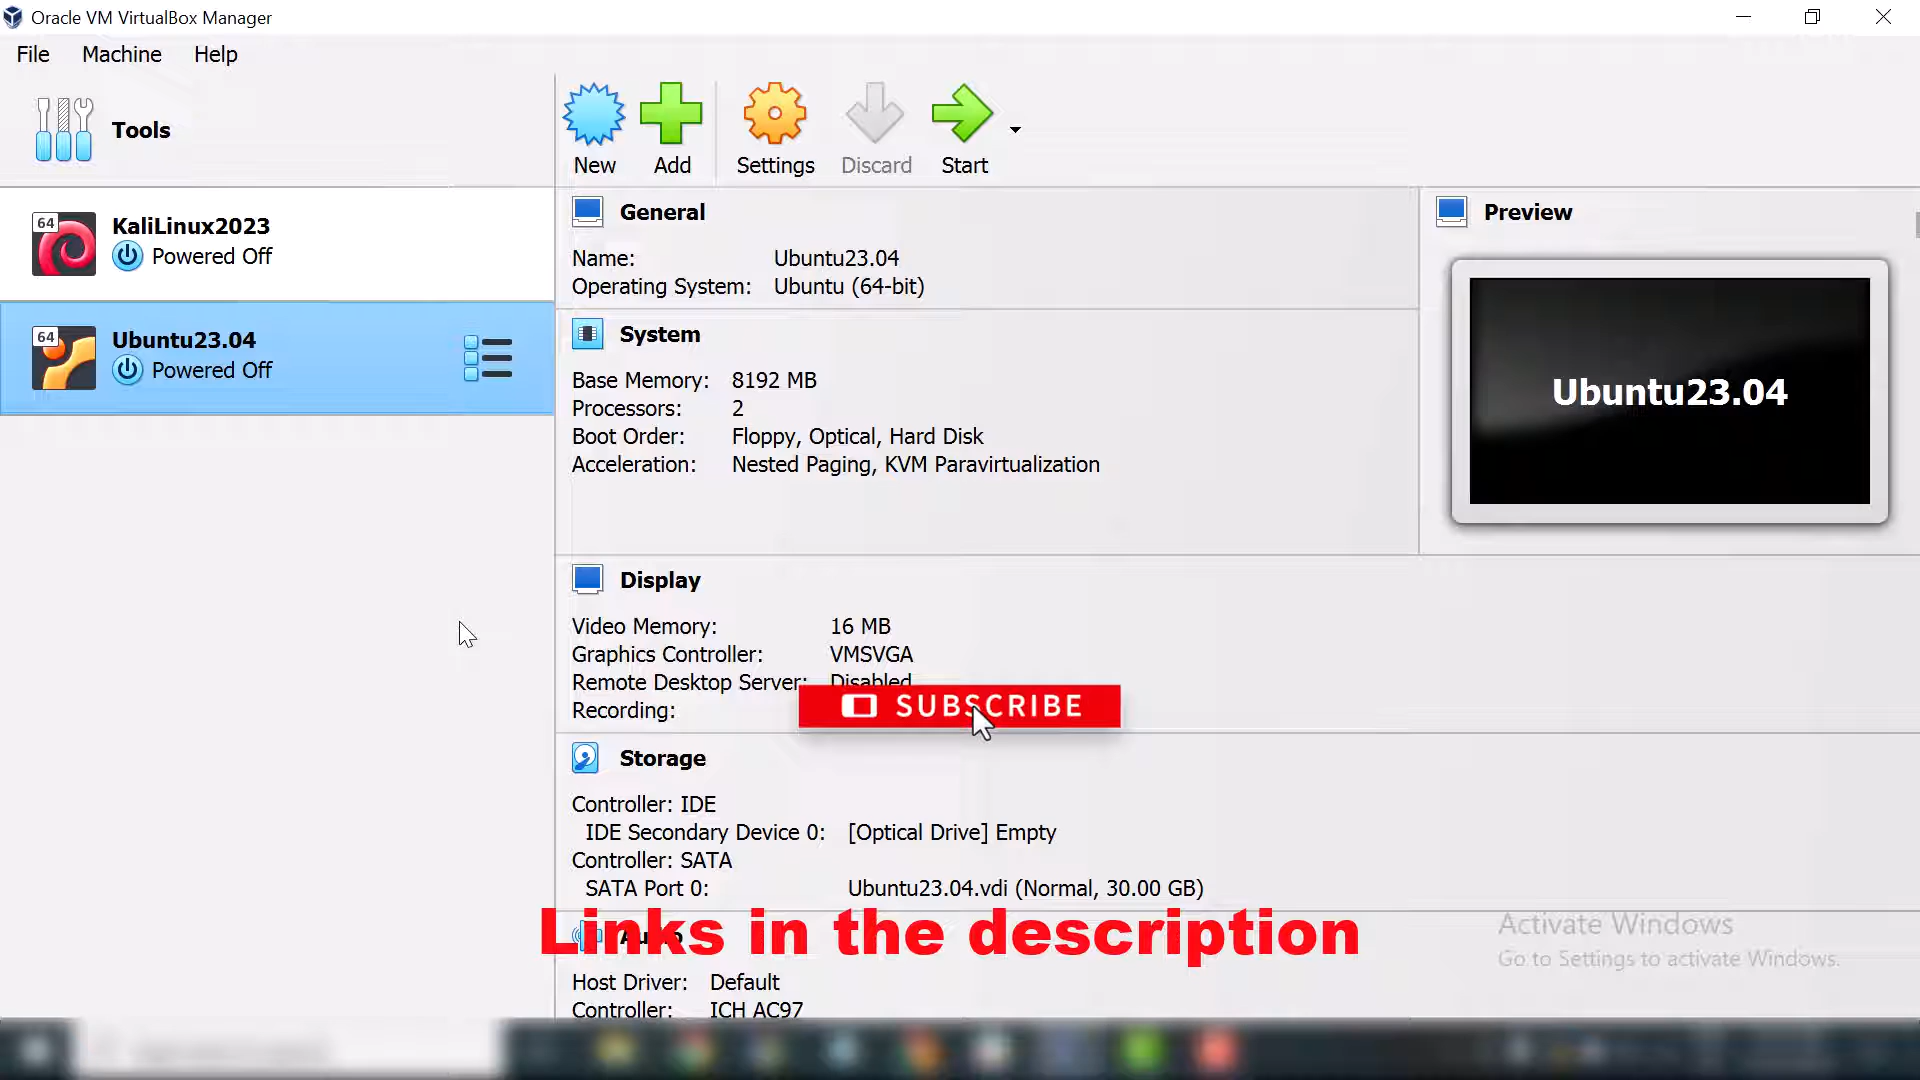 Oracle VM VirtualBox Manager
File Machine Help
Tools
New Add Settings Discard Start
64
KaliLinux2023
Powered Off
64
Ubuntu23.04
Powered Off
General
Name: Ubuntu23.04
Operating System: Ubuntu (64-bit)
System
Base Memory: 8192 MB
Processors: 2
Boot Order: Floppy, Optical, Hard Disk
Acceleration: Nested Paging, KVM Paravirtualization
Preview
Ubuntu23.04
Display
Video Memory: 16 MB
Graphics Controller: VMSVGA
Remote Desktop Server: Disabled
Recording:
SUBSCRIBE
Storage
Controller: IDE
IDE Secondary Device 0: [Optical Drive] Empty
Controller: SATA
SATA Port 0: Ubuntu23.04.vdi (Normal, 30.00 GB)
Audio
Links in the description
Host Driver: Default
Controller: ICH AC97
Activate Windows
Go to Settings to activate Windows.